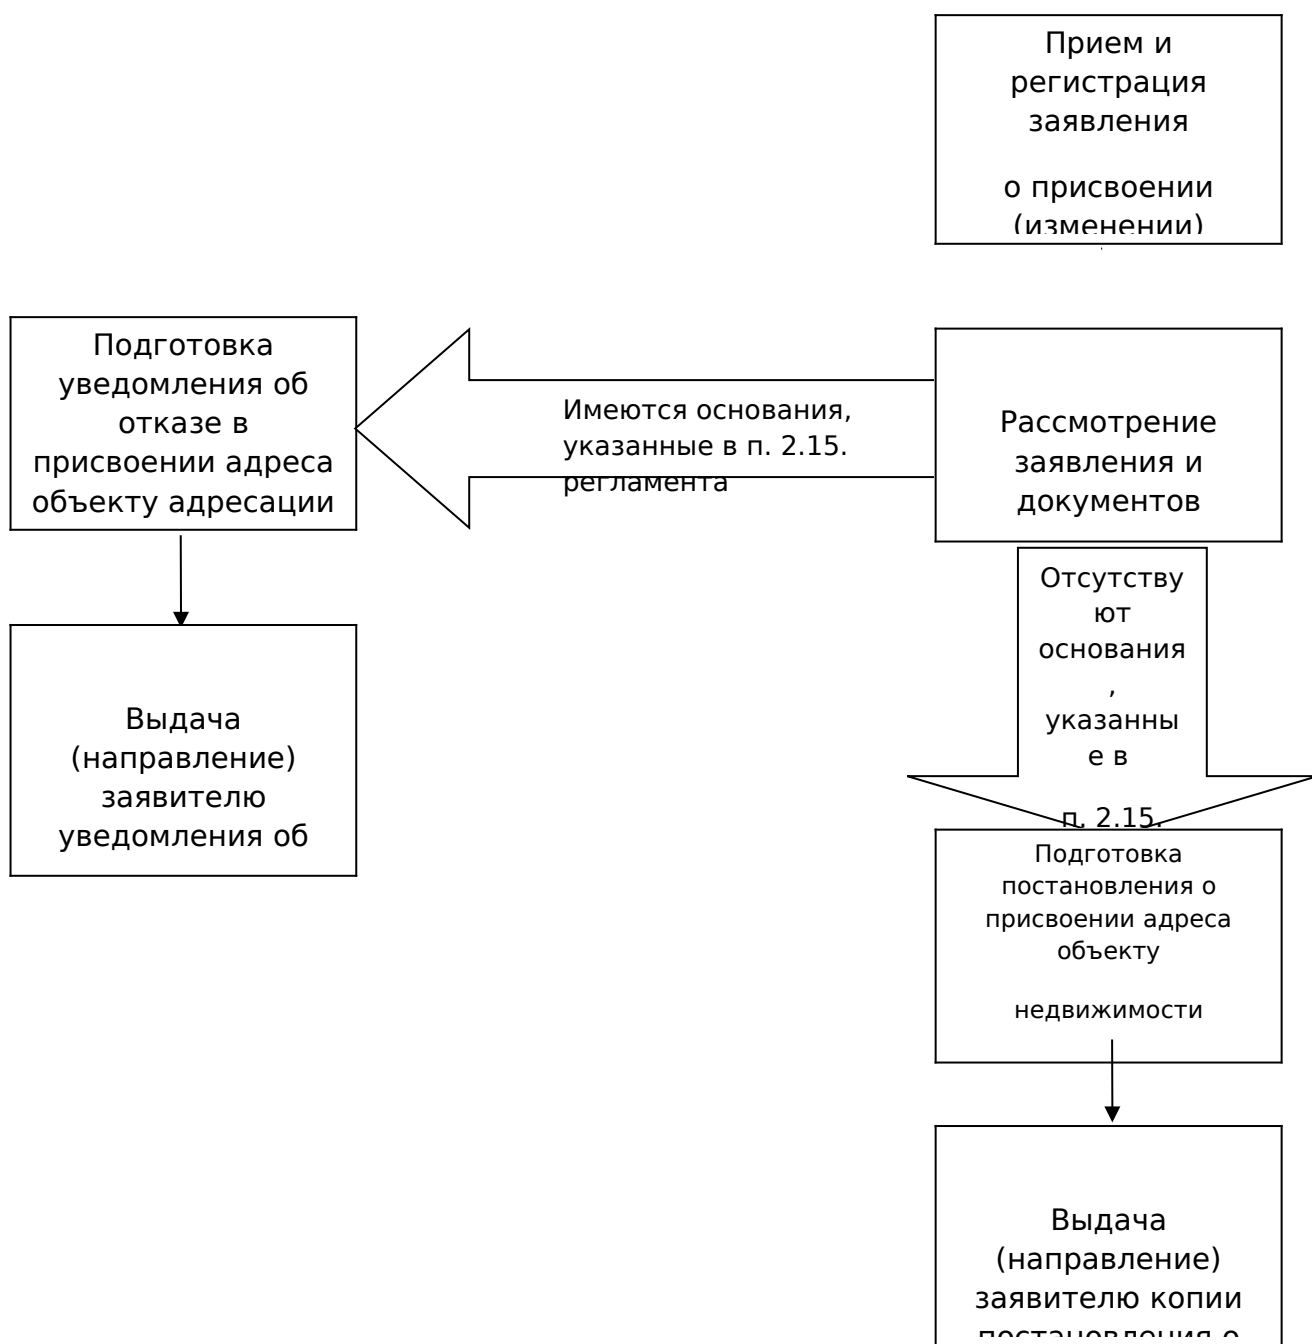 Прием и
регистрация
заявления
о присвоении
(изменении)
Подготовка
уведомления об
отказе в
присвоении адреса
объекту адресации
Имеются основания,
указанные в п. 2.15.
регламента
Рассмотрение
заявления и
документов
Отсутству
ют
основания
,
указанны
е в
п. 2.15.
Выдача
(направление)
заявителю
уведомления об
Подготовка
постановления о
присвоении адреса
объекту
недвижимости
Выдача
(направление)
заявителю копии
постановления о